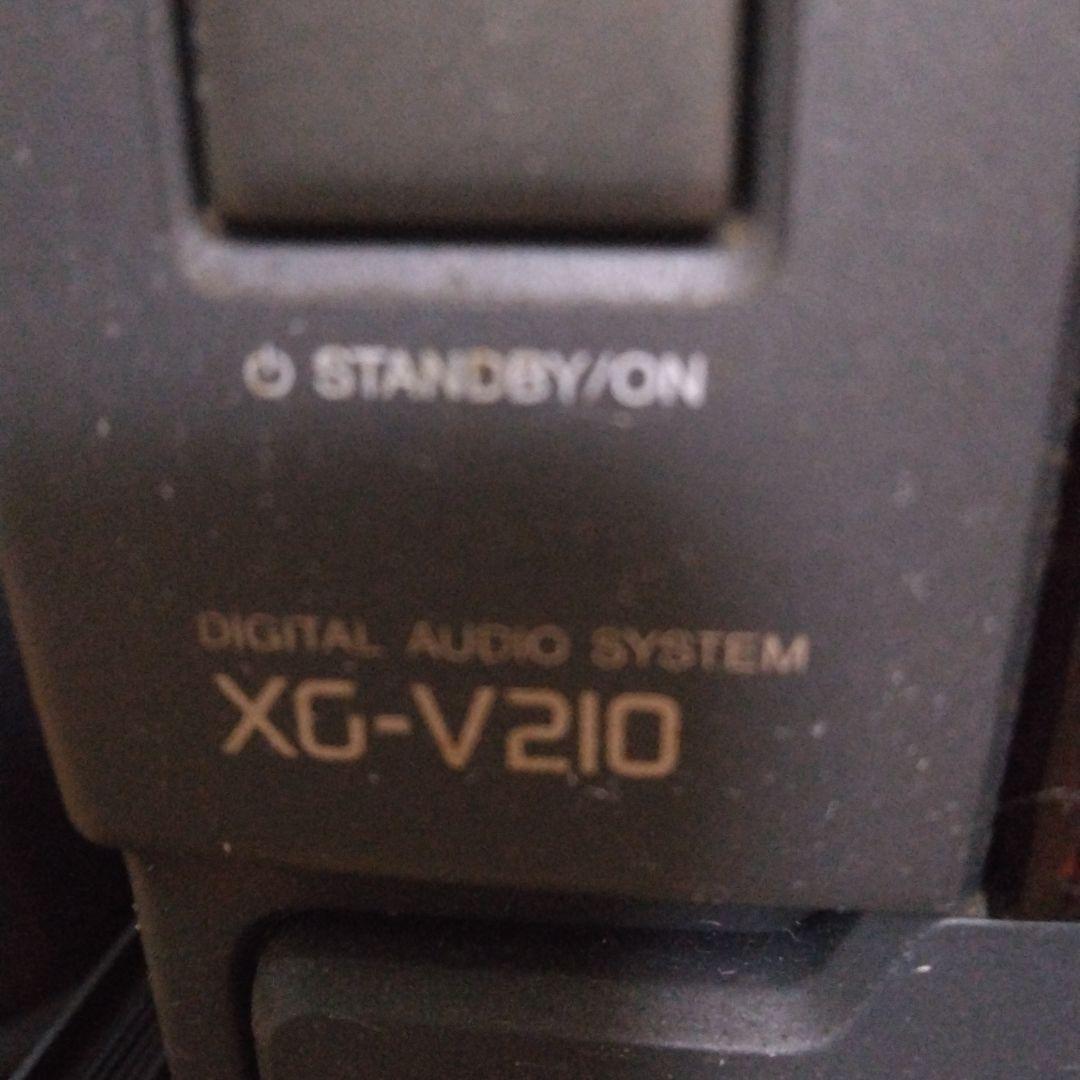 ⏻ STANDBY/ON
DIGITAL AUDIO SYSTEM
XG-V210